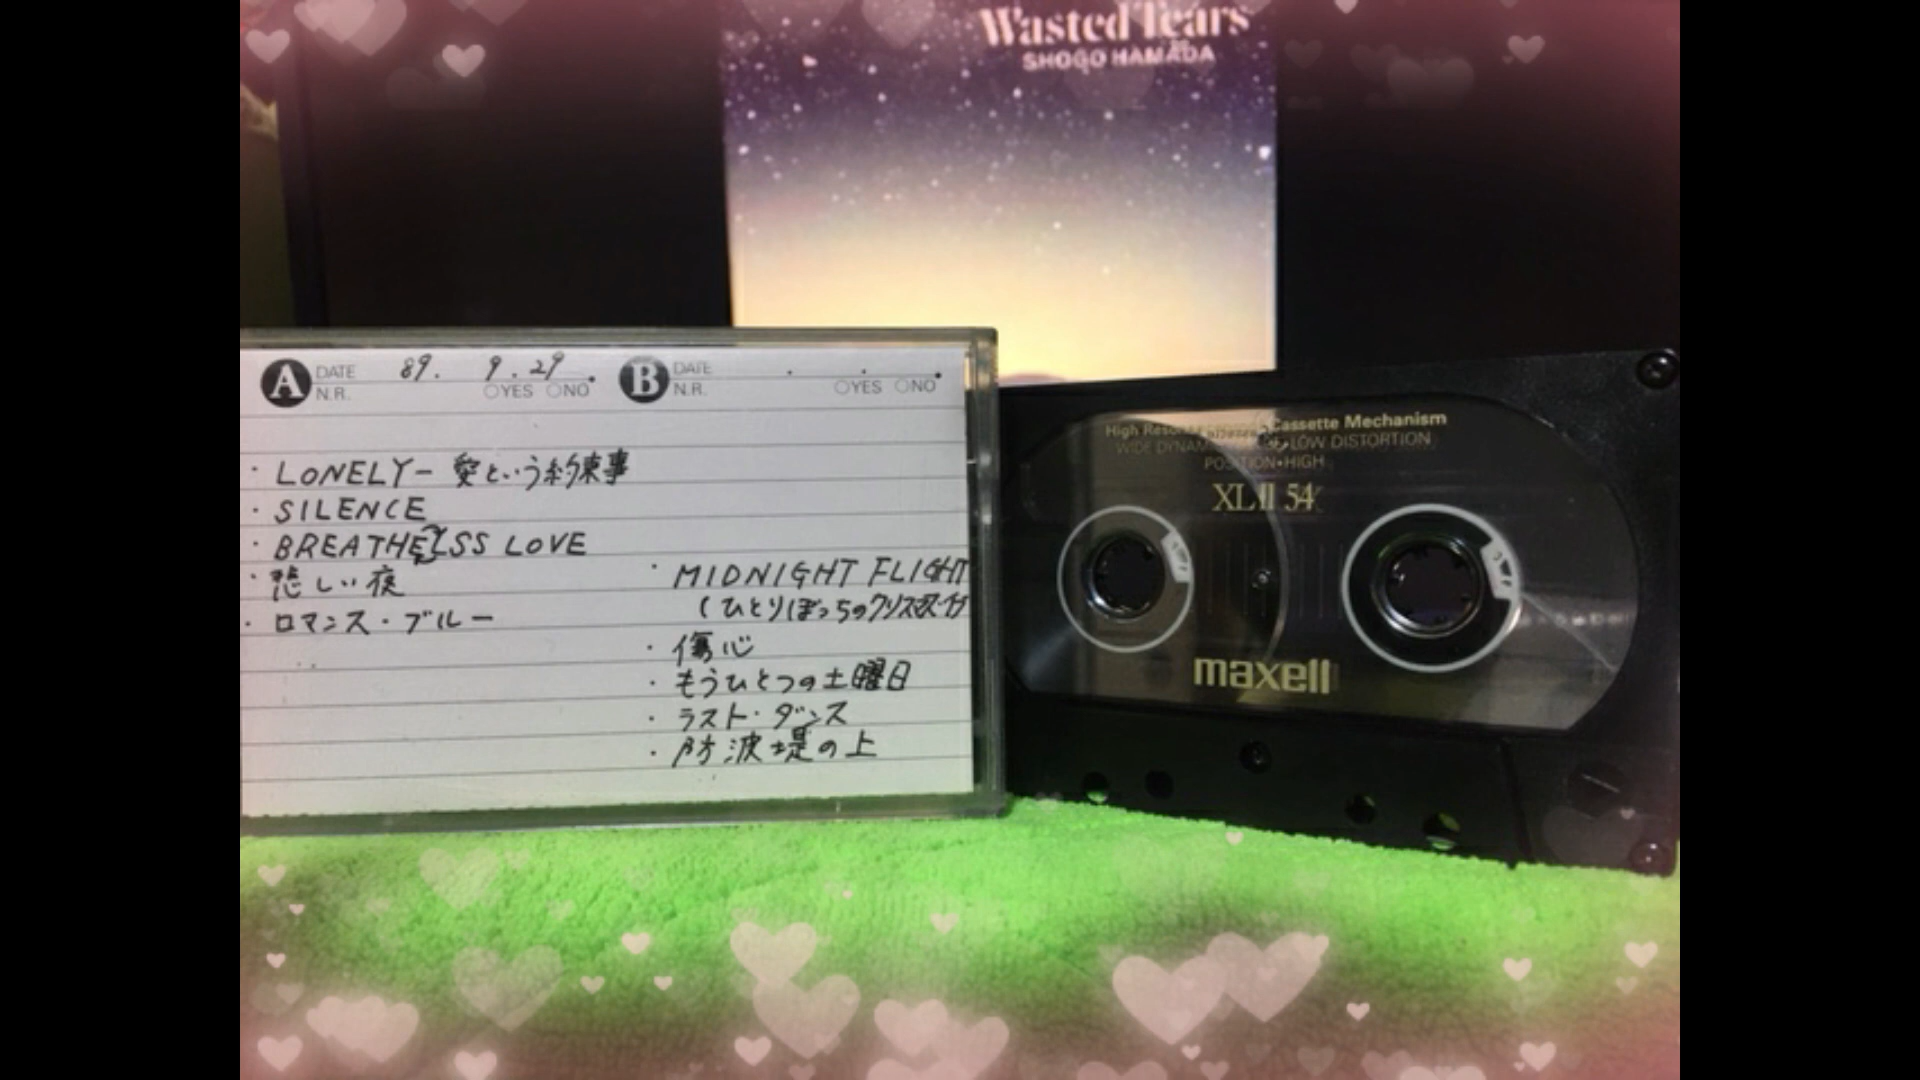 Wasted Tears
SHOGO HAMADA
A DATE 89. 9. 29
N.R. ○YES ○NO
B DATE . .
N.R. ○YES ○NO
・LONELY-愛という約束事
・SILENCE
・BREATHELSS LOVE
・悲しい夜
・ロマンス・ブルー
・MIDNIGHT FLIGHT
(ひとりぼっちのクリスマス・イブ
・傷心
・もうひとつの土曜日
・ラスト・ダンス
・防波堤の上
Cassette Mechanism
LOW DISTORTION
POSITION•HIGH
XLII 54
maxell